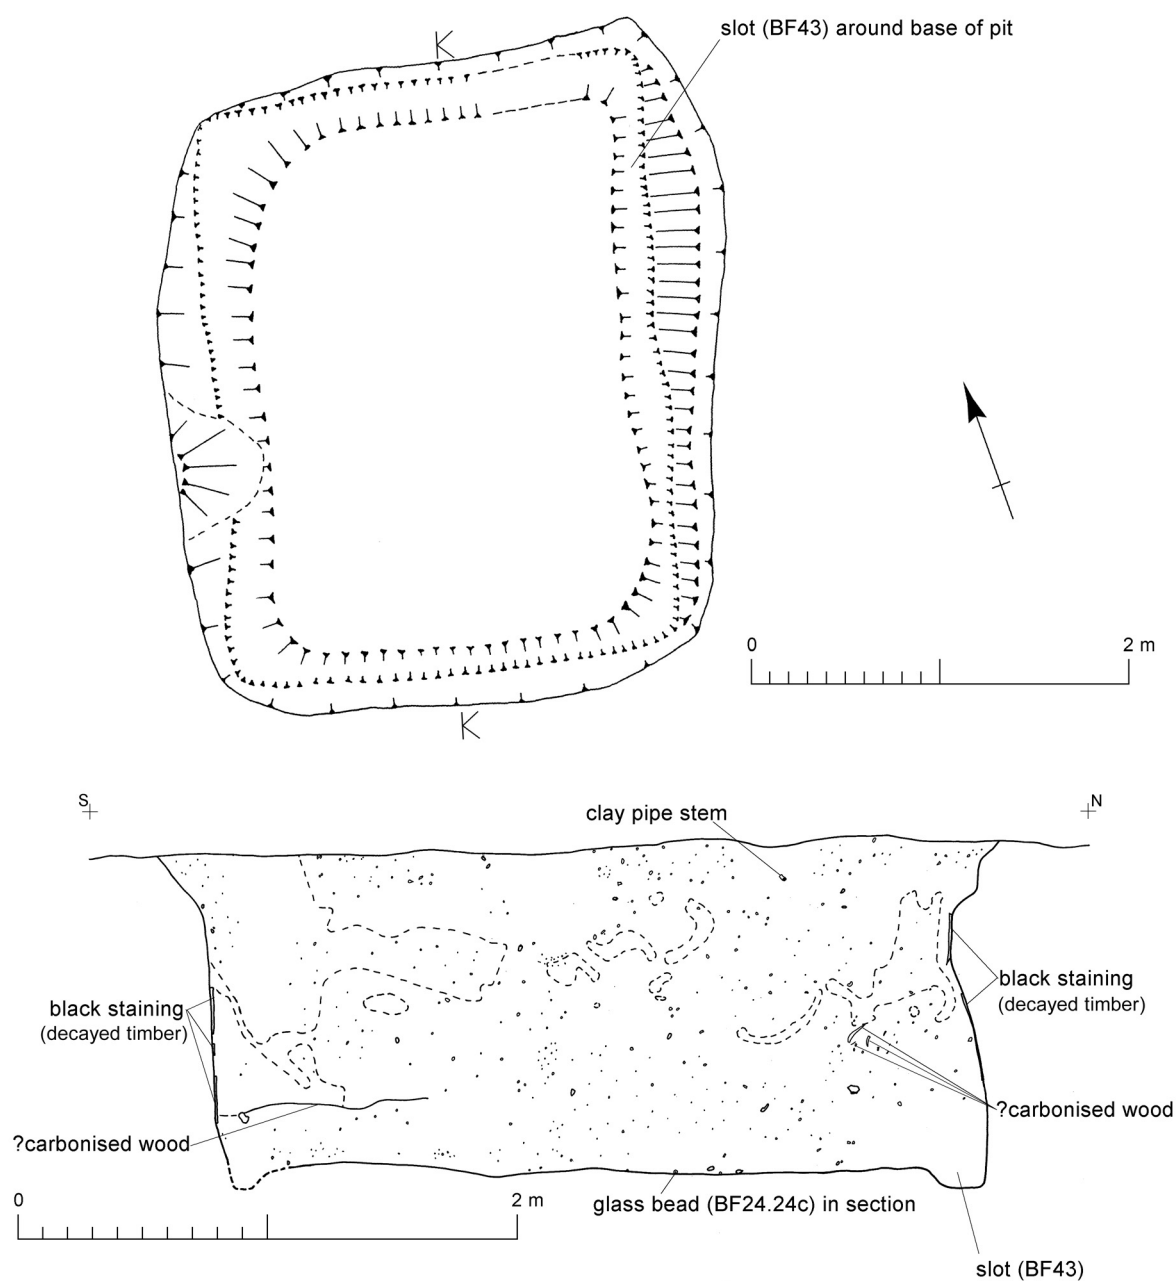 slot (BF43) around base of pit
K
0 2 m
K
S N
clay pipe stem
black staining
(decayed timber)
black staining
(decayed timber)
?carbonised wood
?carbonised wood
0 2 m
glass bead (BF24.24c) in section
slot (BF43)